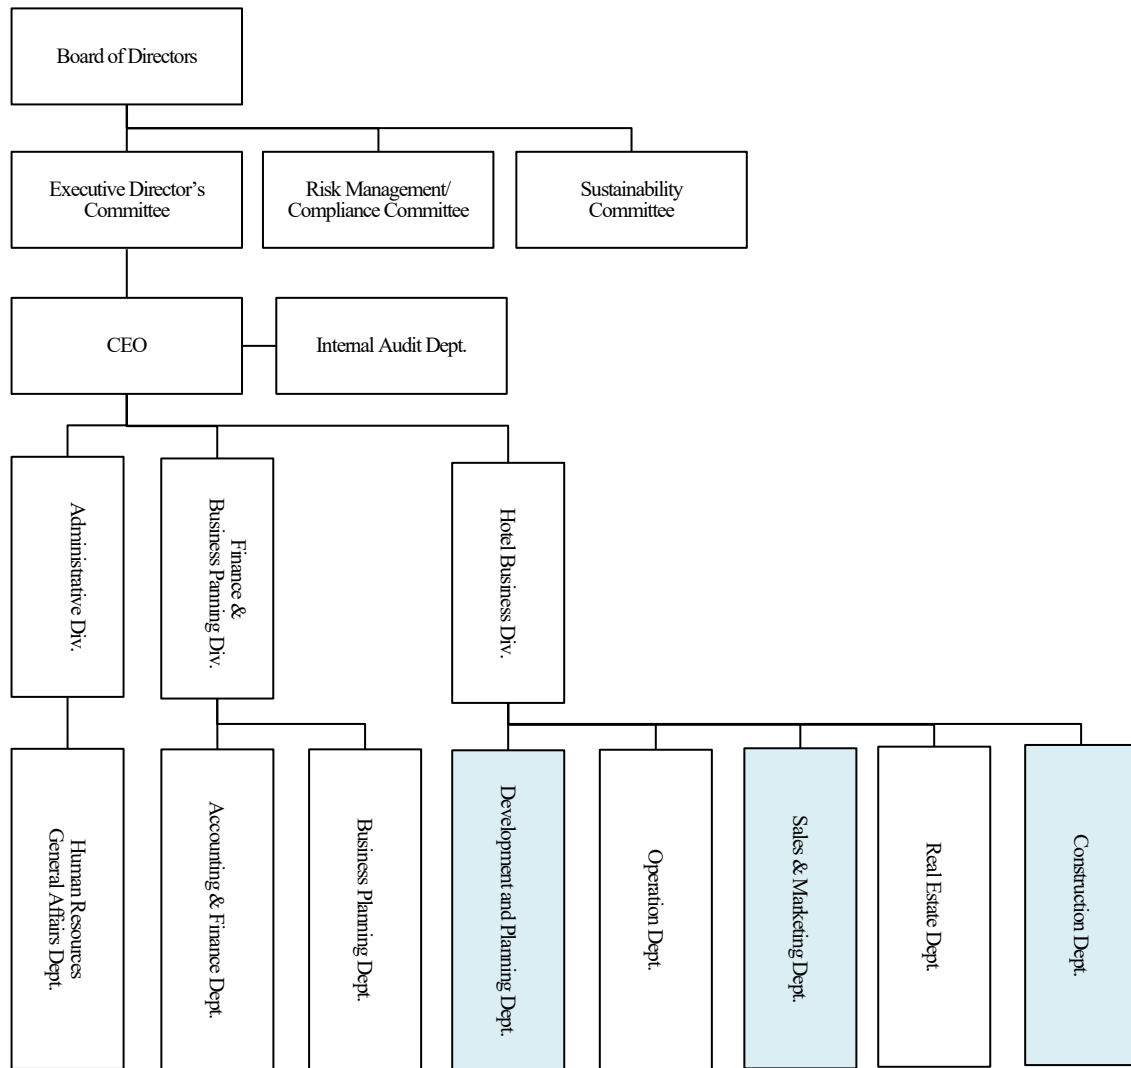 Board of Directors
Executive Director's
Committee
Risk Management/
Compliance Committee
Sustainability
Committee
CEO
Internal Audit Dept.
Administrative Div.
Finance &
Business Panning Div.
Hotel Business Div.
Human Resources
General Affairs Dept.
Accounting & Finance Dept.
Business Planning Dept.
Development and Planning Dept.
Operation Dept.
Sales & Marketing Dept.
Real Estate Dept.
Construction Dept.